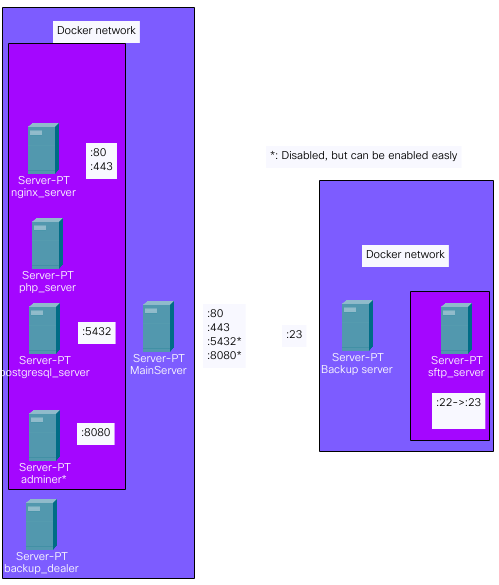 Docker network
:80
:443
Server-PT
nginx_server
Server-PT
php_server
:5432
Server-PT
postgresql_server
:8080
Server-PT
adminer*
Server-PT
backup_dealer
Server-PT
MainServer
:80
:443
:5432*
:8080*
*: Disabled, but can be enabled easly
Docker network
:23
Server-PT
Backup server
Server-PT
sftp_server
:22->:23